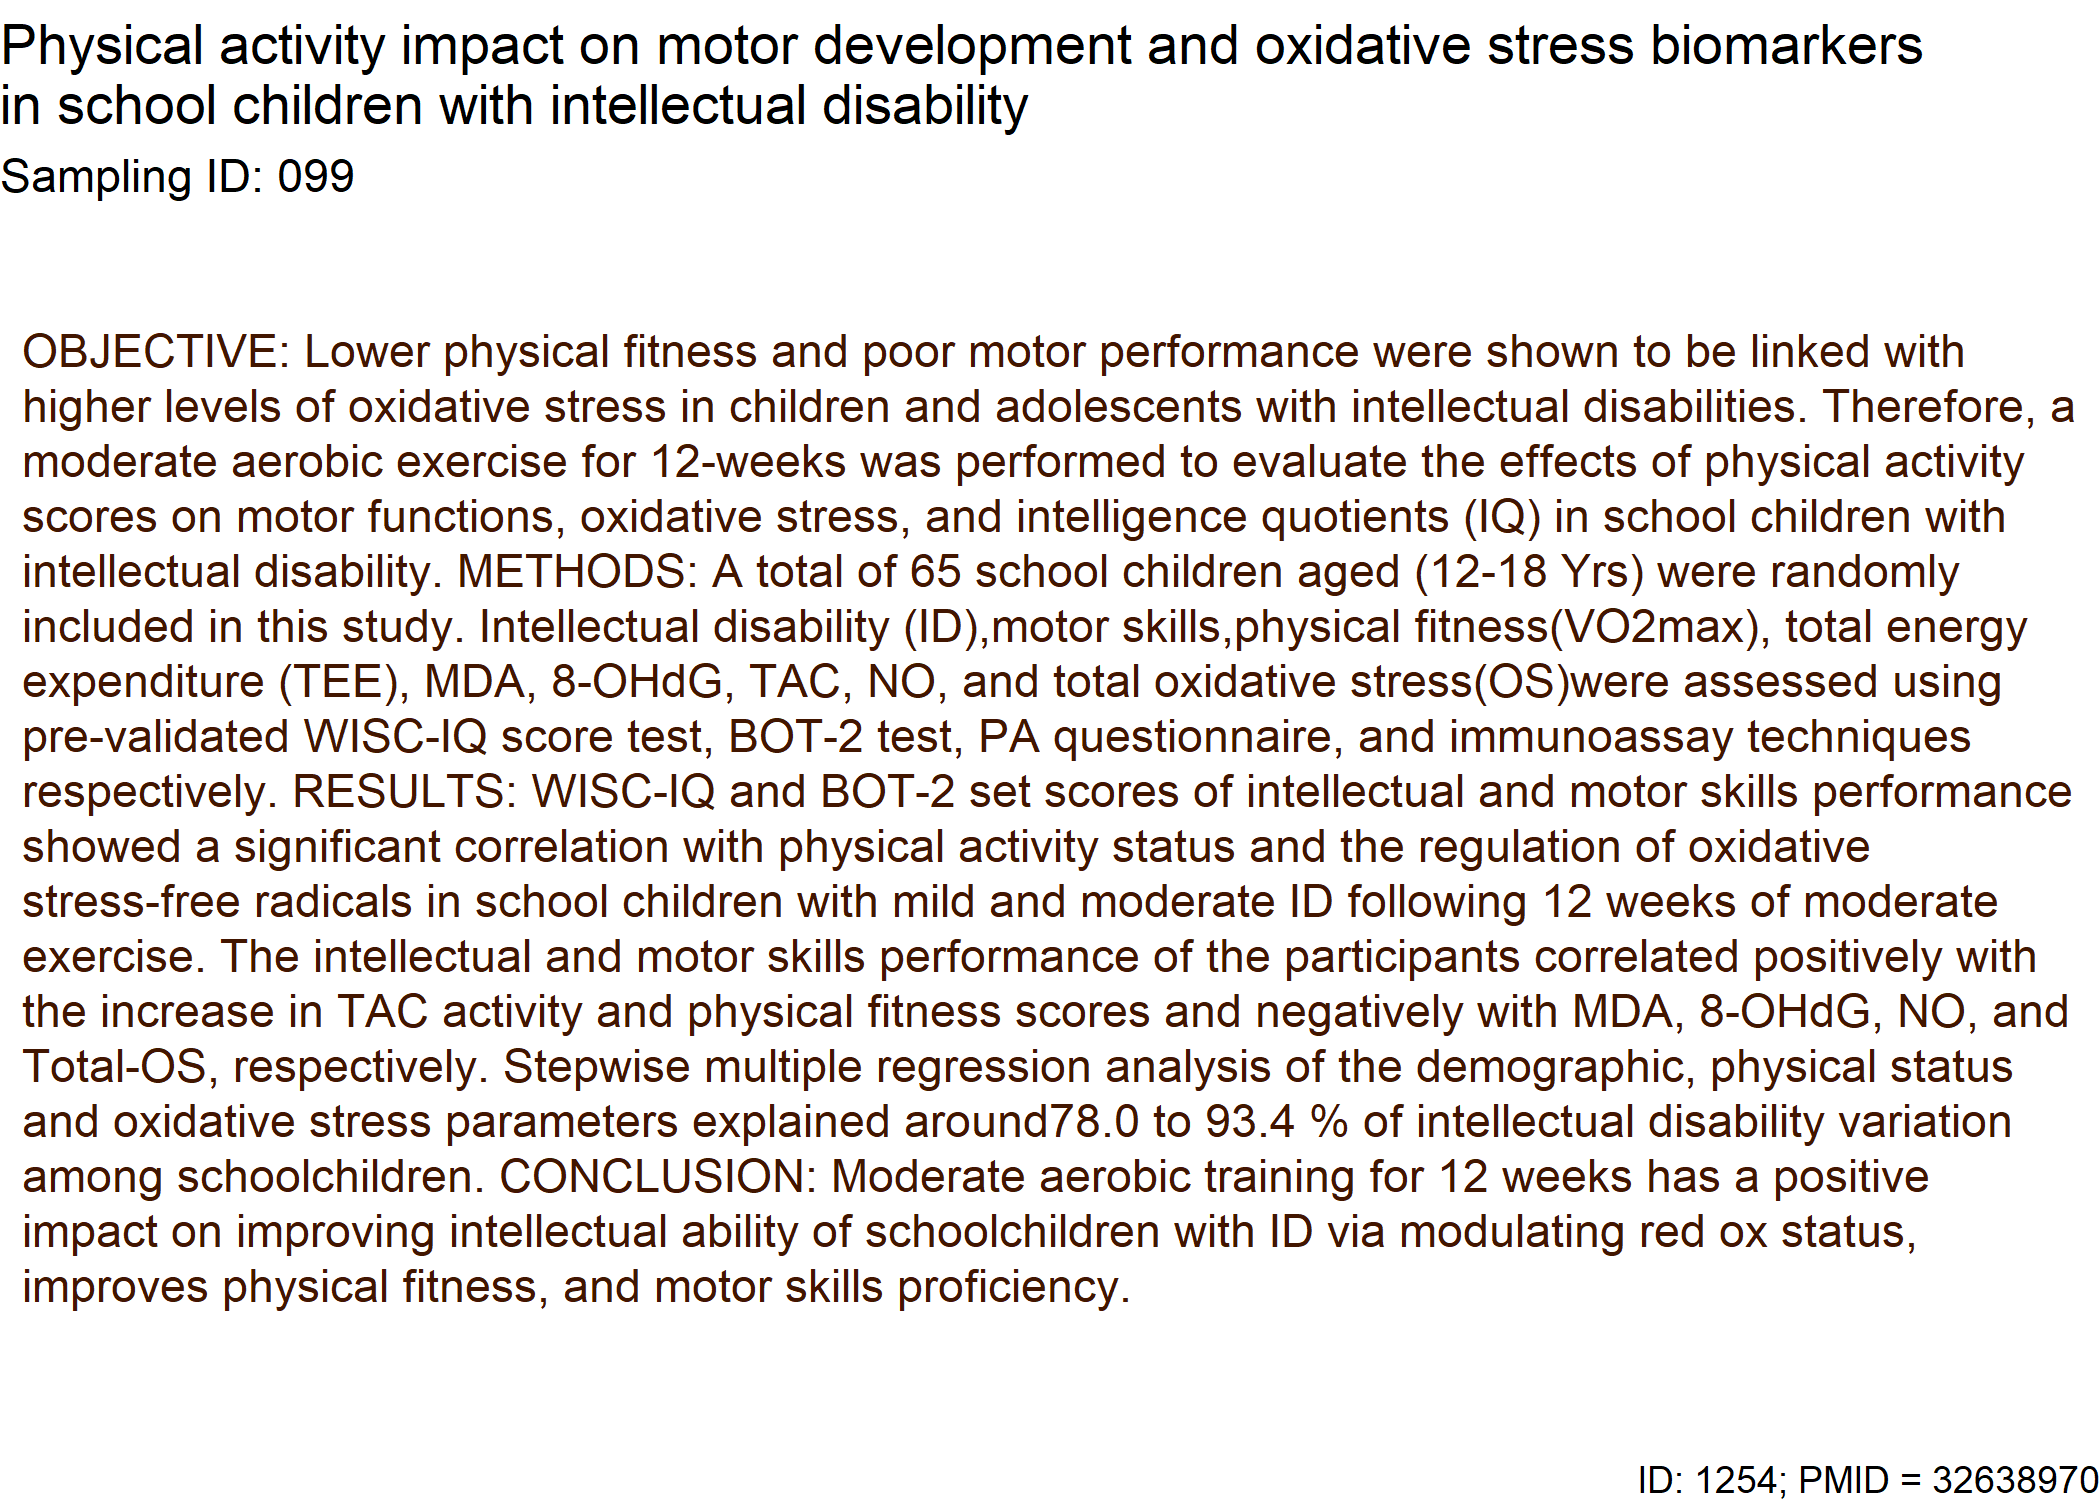 Physical activity impact on motor development and oxidative stress biomarkers
in school children with intellectual disability
Sampling ID: 099
OBJECTIVE: Lower physical fitness and poor motor performance were shown to be linked with
higher levels of oxidative stress in children and adolescents with intellectual disabilities. Therefore, a
moderate aerobic exercise for 12-weeks was performed to evaluate the effects of physical activity
scores on motor functions, oxidative stress, and intelligence quotients (IQ) in school children with
intellectual disability. METHODS: A total of 65 school children aged (12-18 Yrs) were randomly
included in this study. Intellectual disability (ID),motor skills,physical fitness(VO2max), total energy
expenditure (TEE), MDA, 8-OHdG, TAC, NO, and total oxidative stress(OS)were assessed using
pre-validated WISC-IQ score test, BOT-2 test, PA questionnaire, and immunoassay techniques
respectively. RESULTS: WISC-IQ and BOT-2 set scores of intellectual and motor skills performance
showed a significant correlation with physical activity status and the regulation of oxidative
stress-free radicals in school children with mild and moderate ID following 12 weeks of moderate
exercise. The intellectual and motor skills performance of the participants correlated positively with
the increase in TAC activity and physical fitness scores and negatively with MDA, 8-OHdG, NO, and
Total-OS, respectively. Stepwise multiple regression analysis of the demographic, physical status
and oxidative stress parameters explained around78.0 to 93.4 % of intellectual disability variation
among schoolchildren. CONCLUSION: Moderate aerobic training for 12 weeks has a positive
impact on improving intellectual ability of schoolchildren with ID via modulating red ox status,
improves physical fitness, and motor skills proficiency.
ID: 1254; PMID = 32638970